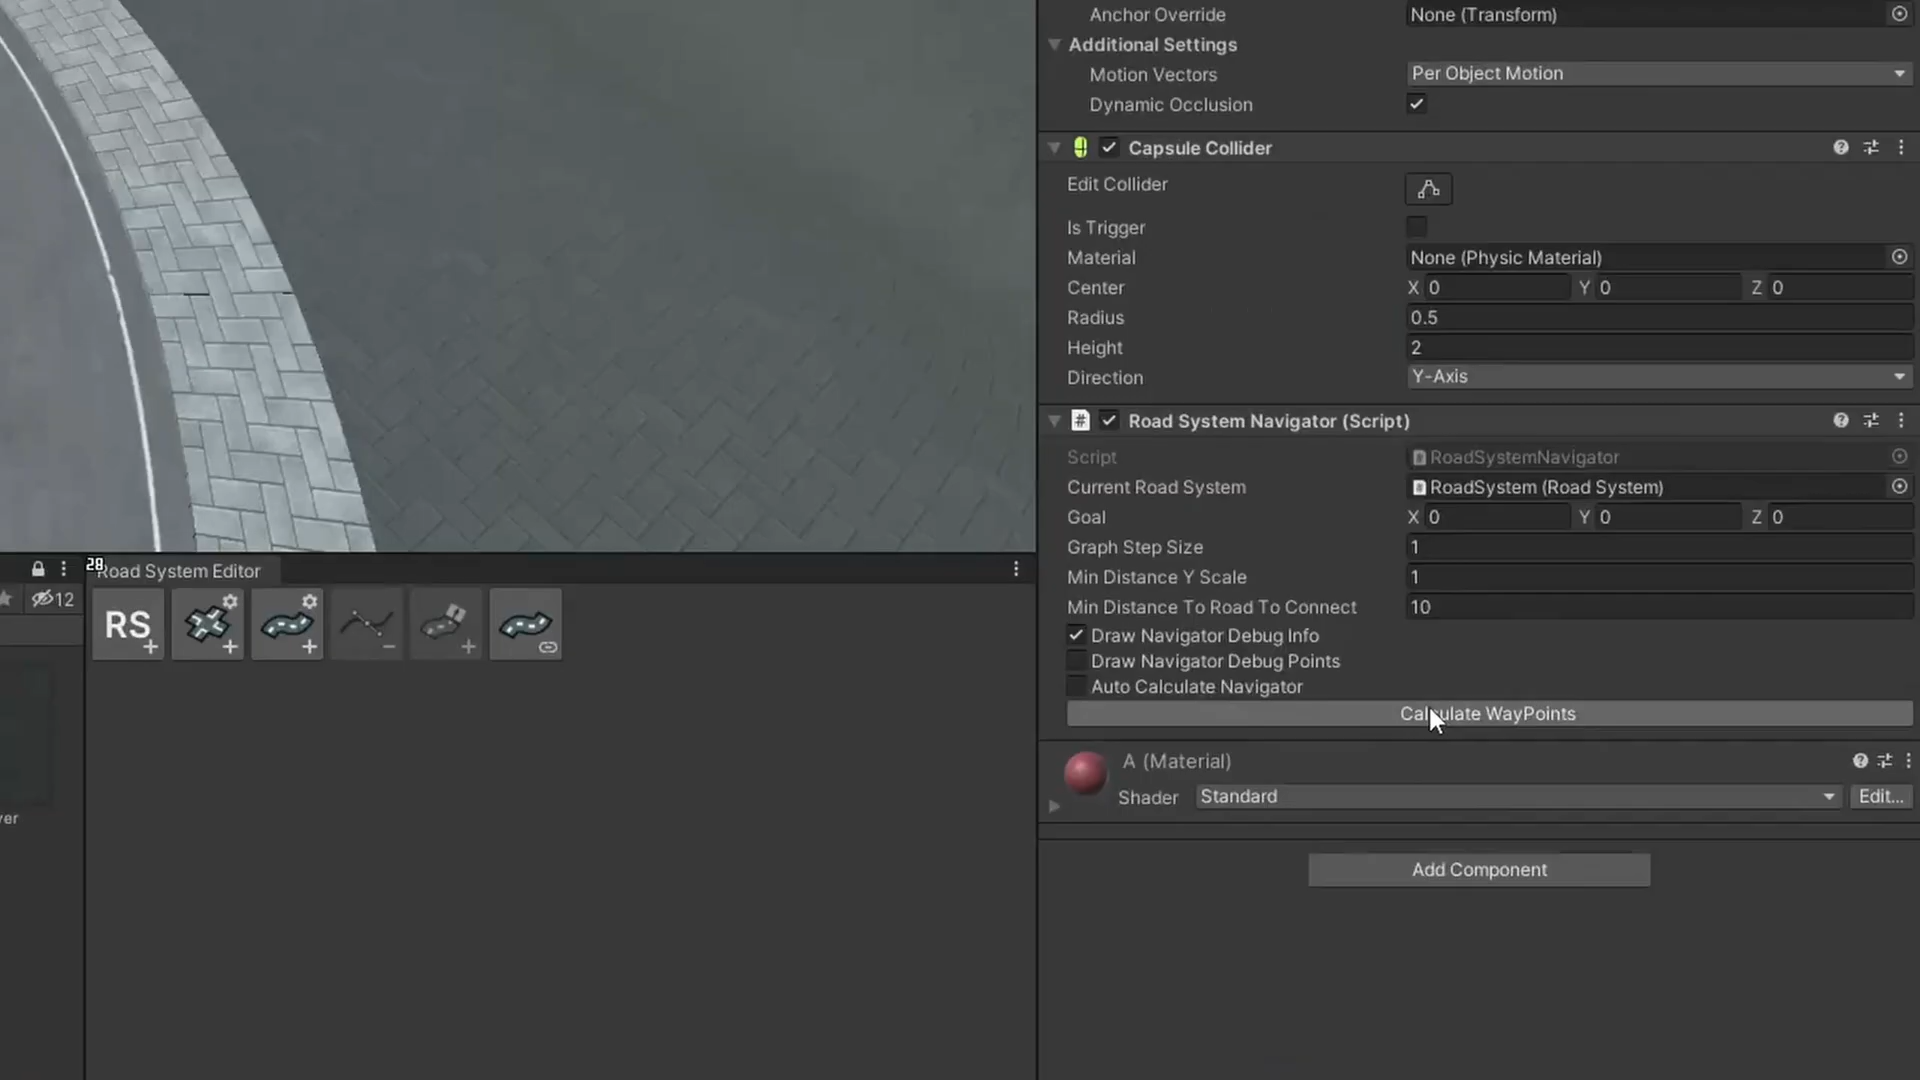 Anchor Override None (Transform)
Additional Settings
Motion Vectors Per Object Motion
Dynamic Occlusion
Capsule Collider
Edit Collider
Is Trigger
Material None (Physic Material)
Center X 0 Y 0 Z 0
Radius 0.5
Height 2
Direction Y-Axis
# Road System Navigator (Script)
Script RoadSystemNavigator
Current Road System RoadSystem (Road System)
Goal X 0 Y 0 Z 0
Graph Step Size 1
Min Distance Y Scale 1
Min Distance To Road To Connect 10
Draw Navigator Debug Info
Draw Navigator Debug Points
Auto Calculate Navigator
Calculate WayPoints
A (Material)
Shader Standard Edit...
Add Component
28
Road System Editor
12
RS
ver